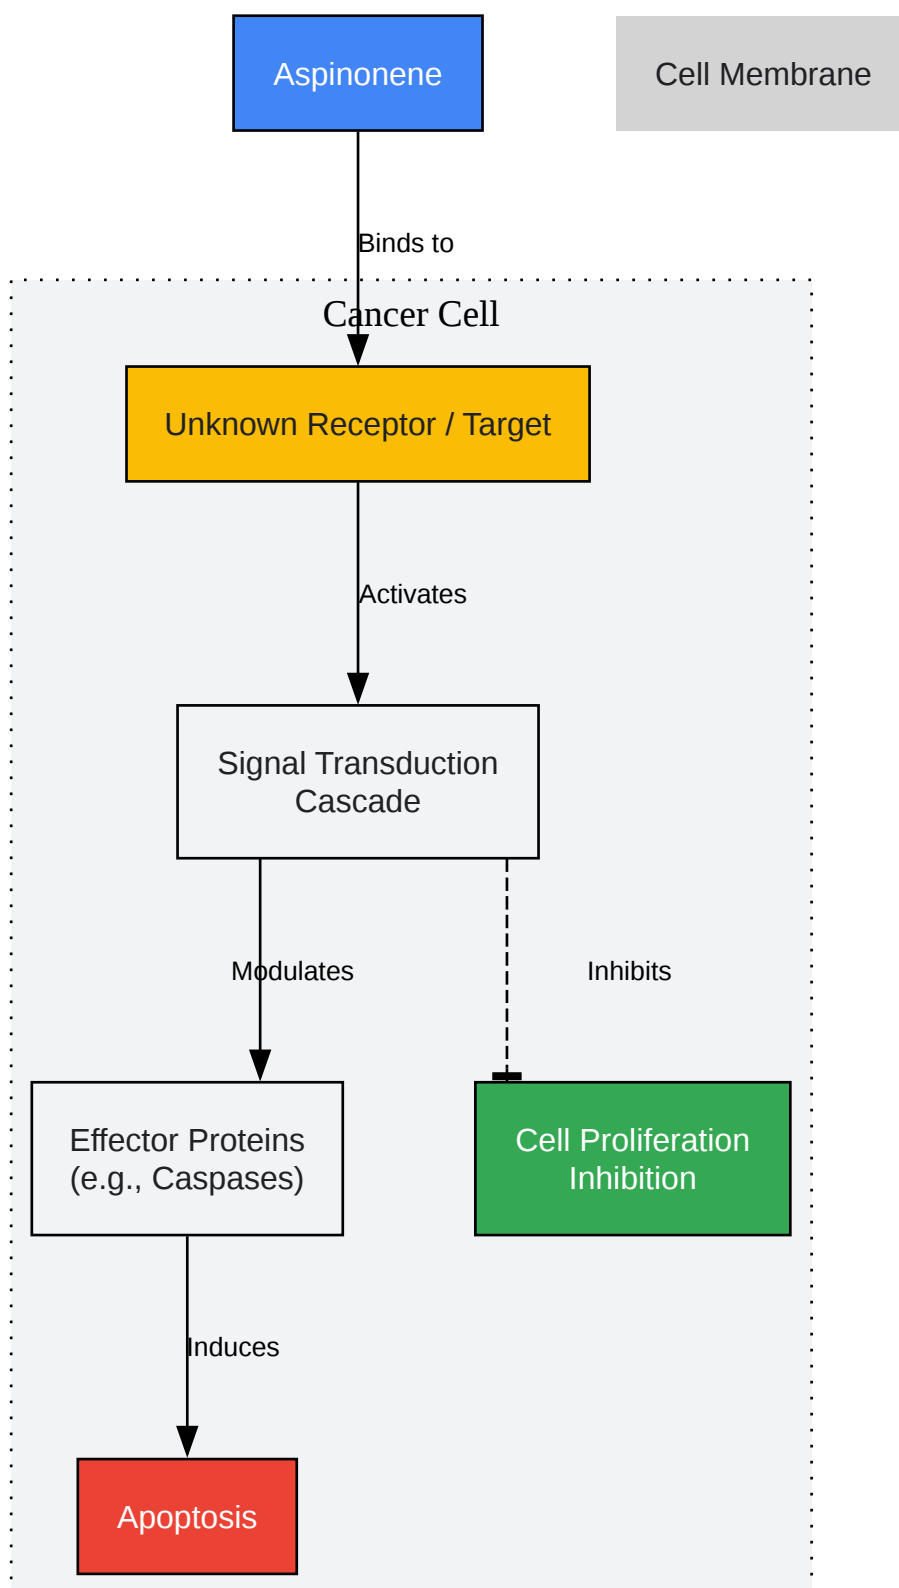 Aspinonene
Cell Membrane
Binds to
Cancer Cell
Unknown Receptor / Target
Activates
Signal Transduction
Cascade
Modulates
Inhibits
Effector Proteins
(e.g., Caspases)
Cell Proliferation
Inhibition
Induces
Apoptosis